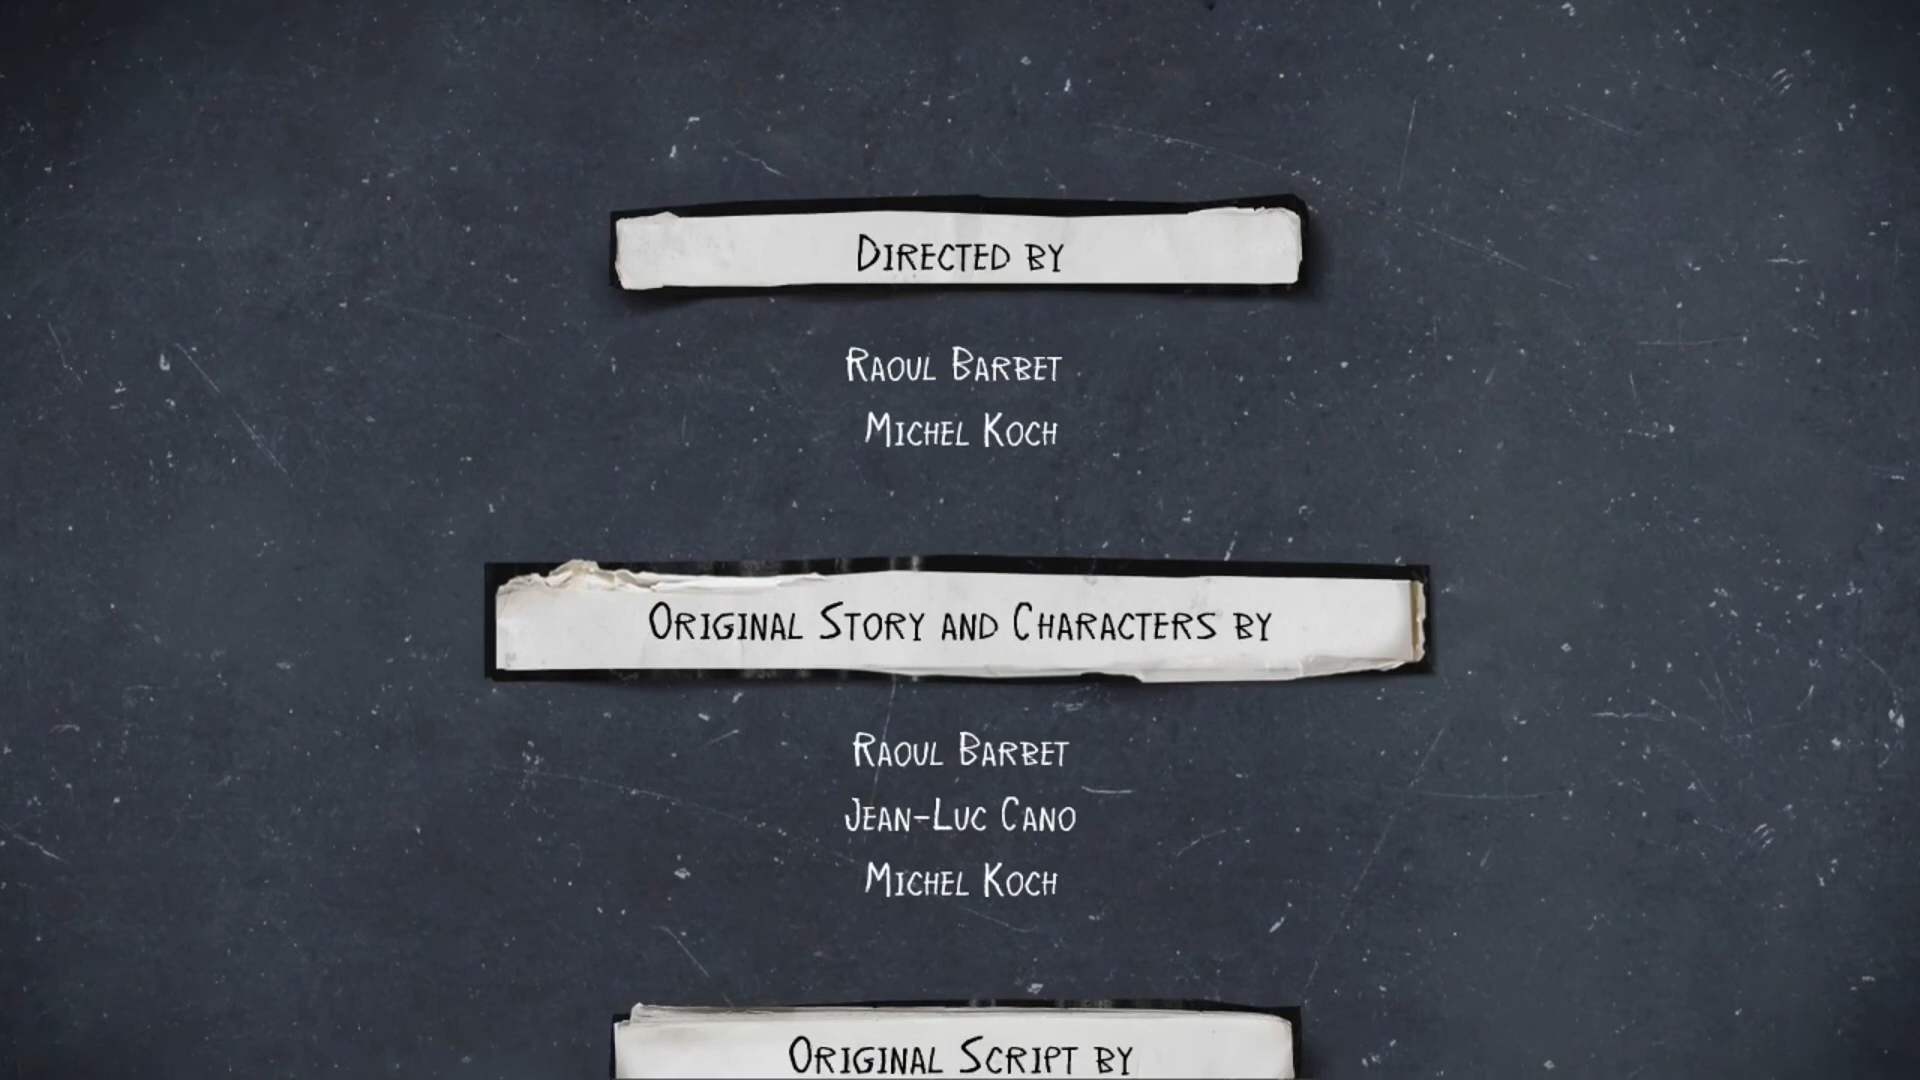 Directed by
Raoul Barbet
Michel Koch
Original Story and Characters by
Raoul Barbet
Jean-Luc Cano
Michel Koch
Original Script by